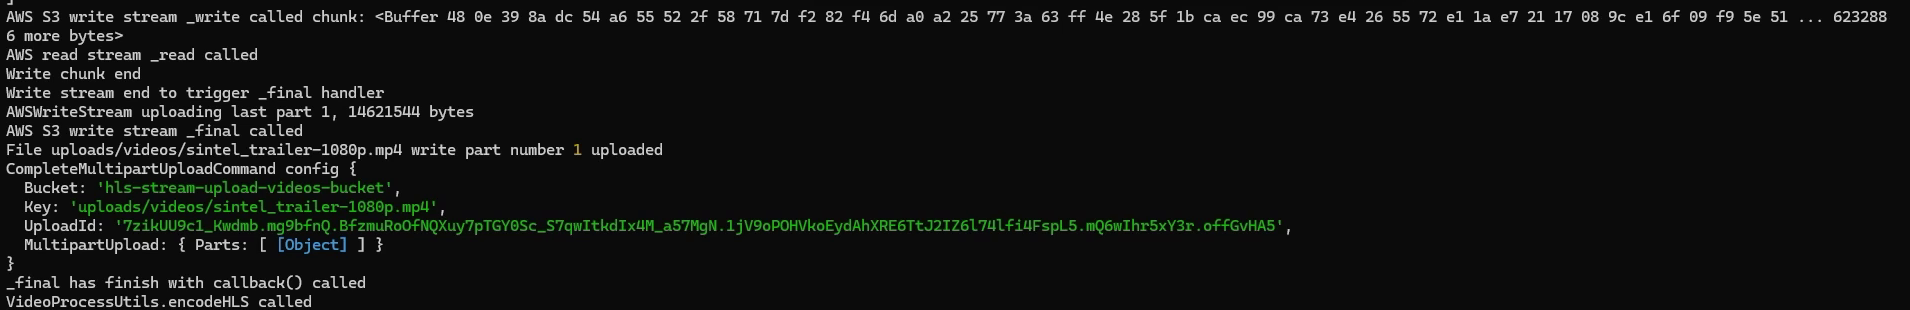 ]
AWS S3 write stream _write called chunk: <Buffer 48 0e 39 8a dc 54 a6 55 52 2f 58 71 7d f2 82 f4 6d a0 a2 25 77 3a 63 ff 4e 28 5f 1b ca ec 99 ca 73 e4 26 55 72 e1 1a e7 21 17 08 9c e1 6f 09 f9 5e 51 ... 623288
6 more bytes>
AWS read stream _read called
Write chunk end
Write stream end to trigger _final handler
AWSWriteStream uploading last part 1, 14621544 bytes
AWS S3 write stream _final called
File uploads/videos/sintel_trailer-1080p.mp4 write part number 1 uploaded
CompleteMultipartUploadCommand config {
  Bucket: 'hls-stream-upload-videos-bucket',
  Key: 'uploads/videos/sintel_trailer-1080p.mp4',
  UploadId: '7zikUU9c1_Kwdmb.mg9bfnQ.BfzmuRoOfNQXuy7pTGY0Sc_S7qwItkdIx4M_a57MgN.1jV9oPOHVkoEydAhXRE6TtJ2IZ6l74lfi4FspL5.mQ6wIhr5xY3r.offGvHA5',
  MultipartUpload: { Parts: [ [Object] ] }
}
_final has finish with callback() called
VideoProcessUtils.encodeHLS called